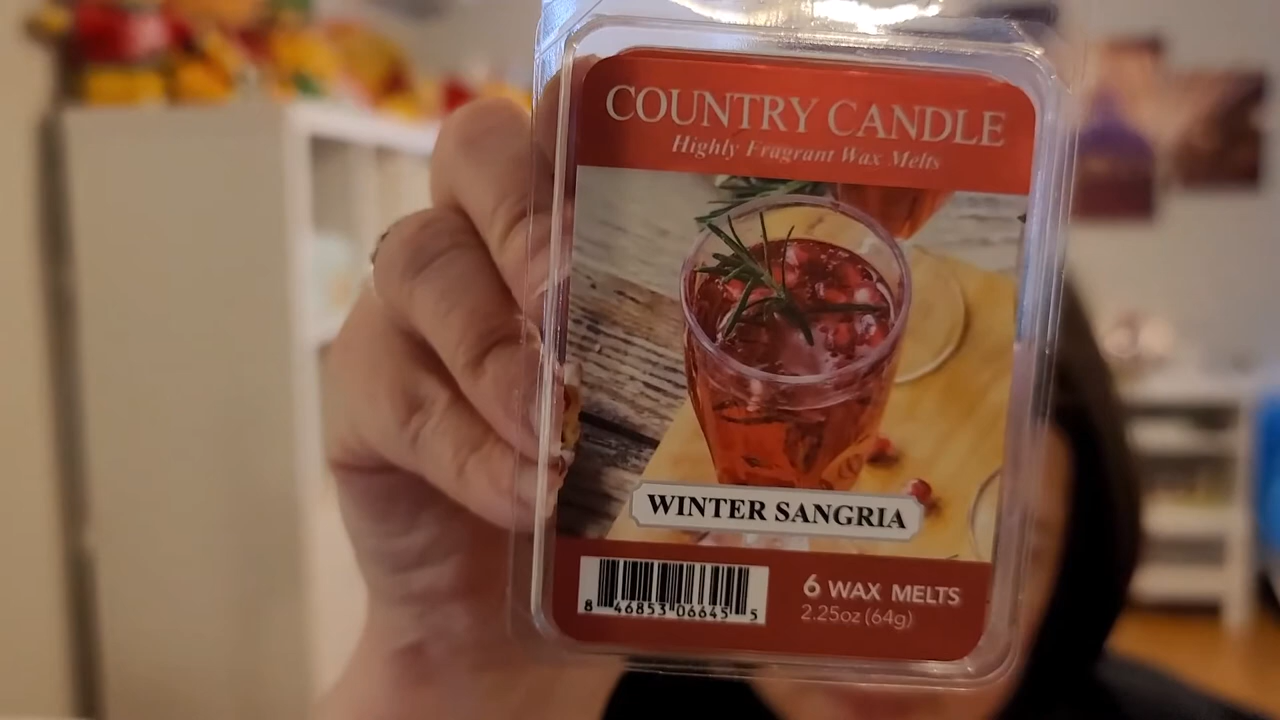 COUNTRY CANDLE
Highly Fragrant Wax Melts
WINTER SANGRIA
8 46853 06645 5
6 WAX MELTS
2.25oz (64g)